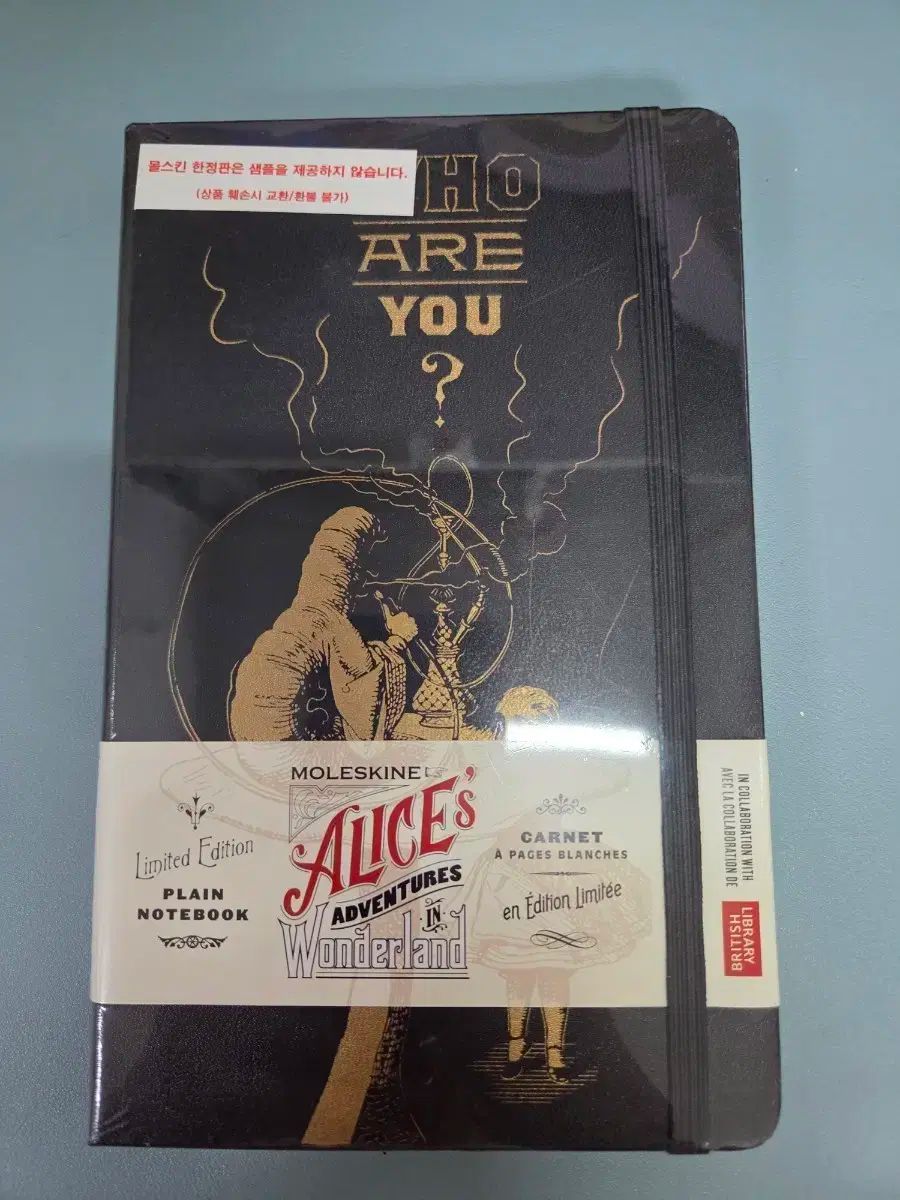 몰스킨 한정판은 샘플을 제공하지 않습니다.
(상품 훼손시 교환/환불 불가)
WHO
ARE
YOU
?
MOLESKINE
ALICE'S
ADVENTURES
IN
Wonderland
Limited Edition
PLAIN
NOTEBOOK
CARNET
À PAGES BLANCHES
en Édition Limitée
IN COLLABORATION WITH
AVEC LA COLLABORATION DE
BRITISH
LIBRARY